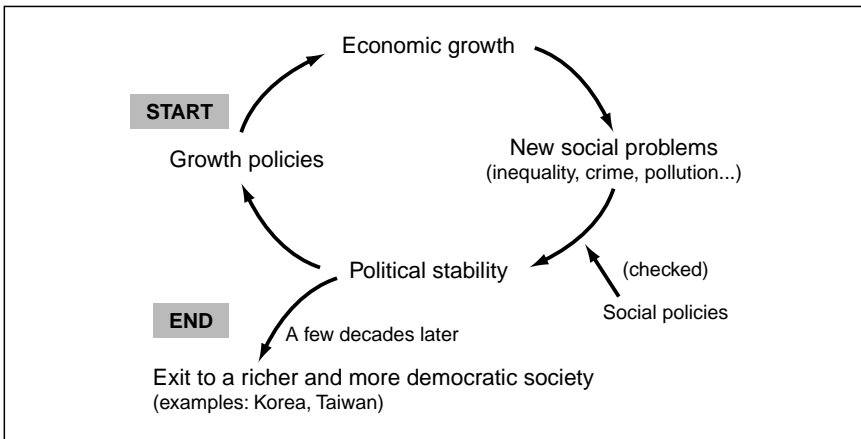 Economic growth
START
Growth policies
New social problems
(inequality, crime, pollution...)
Political stability
(checked)
Social policies
END
A few decades later
Exit to a richer and more democratic society
(examples: Korea, Taiwan)